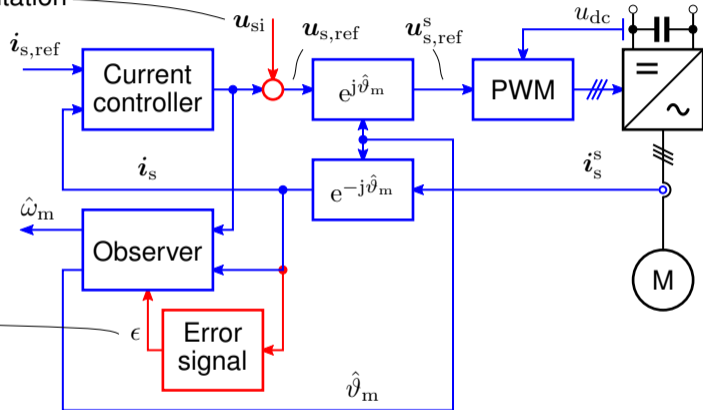 u_si
u_s,ref
u^s_s,ref
u_dc
i_s,ref
Current
controller
e^{jϑ̂_m}
PWM
=
~
i_s
e^{-jϑ̂_m}
i^s_s
ω̂_m
Observer
M
ϵ
Error
signal
ϑ̂_m